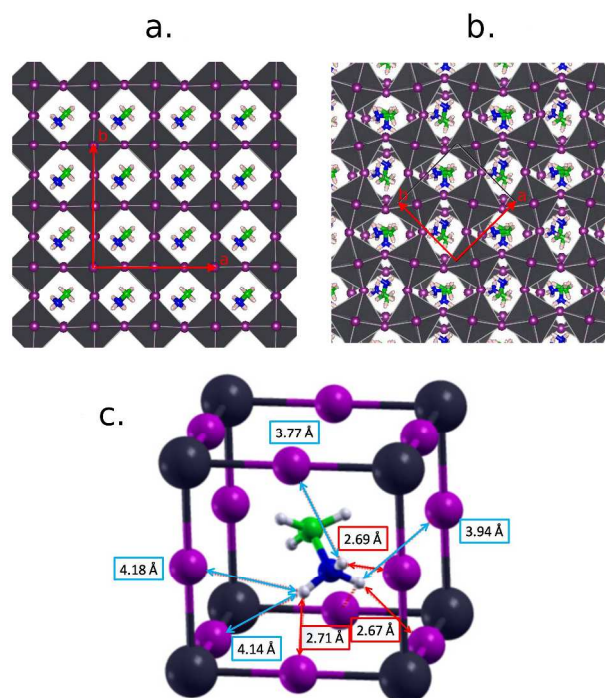 a.
b.
b
a
b
a
c.
3.77 Å
2.69 Å
3.94 Å
4.18 Å
4.14 Å
2.71 Å
2.67 Å